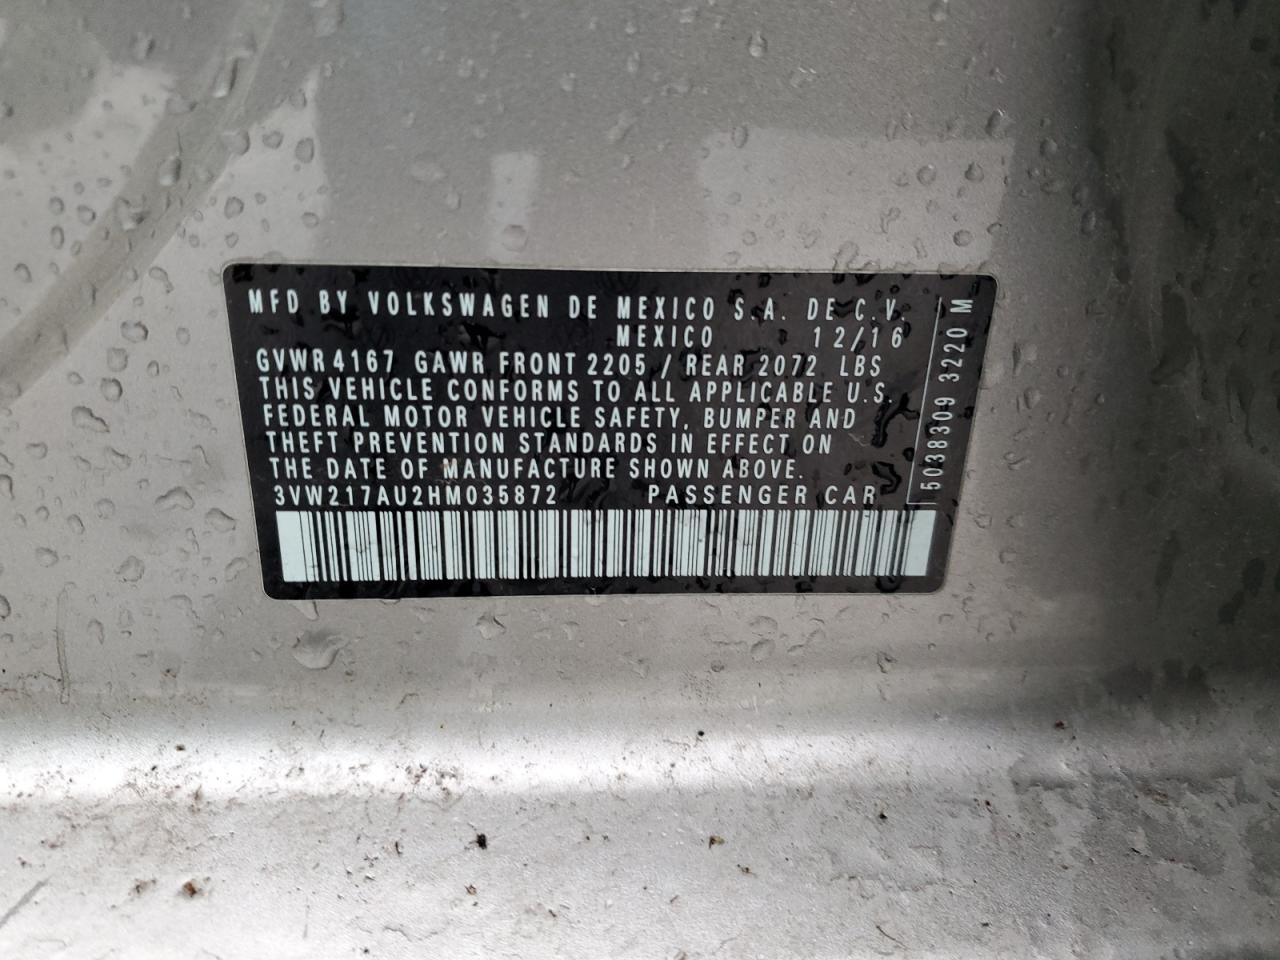 MFD BY VOLKSWAGEN DE MEXICO S.A. DE C.V.
MEXICO 12/16
GVWR 4167 GAWR FRONT 2205 / REAR 2072 LBS
THIS VEHICLE CONFORMS TO ALL APPLICABLE U.S.
FEDERAL MOTOR VEHICLE SAFETY, BUMPER AND
THEFT PREVENTION STANDARDS IN EFFECT ON
THE DATE OF MANUFACTURE SHOWN ABOVE.
3VW217AU2HM035872 PASSENGER CAR
5038309 3220 M